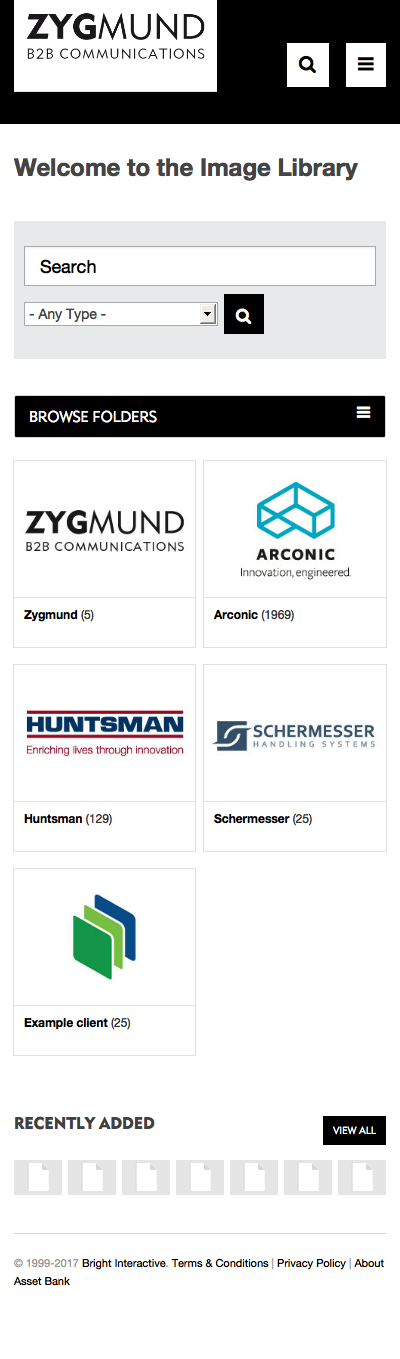 ZYGMUND
B2B COMMUNICATIONS
Welcome to the Image Library
Search
- Any Type -
BROWSE FOLDERS
ZYGMUND
B2B COMMUNICATIONS
ARCONIC
Innovation, engineered.
Zygmund (5)
Arconic (1969)
HUNTSMAN
Enriching lives through innovation
SCHERMESSER
HANDLING SYSTEMS
Huntsman (129)
Schermesser (25)
Example client (25)
RECENTLY ADDED
VIEW ALL
© 1999-2017 Bright Interactive. Terms & Conditions | Privacy Policy | About
Asset Bank